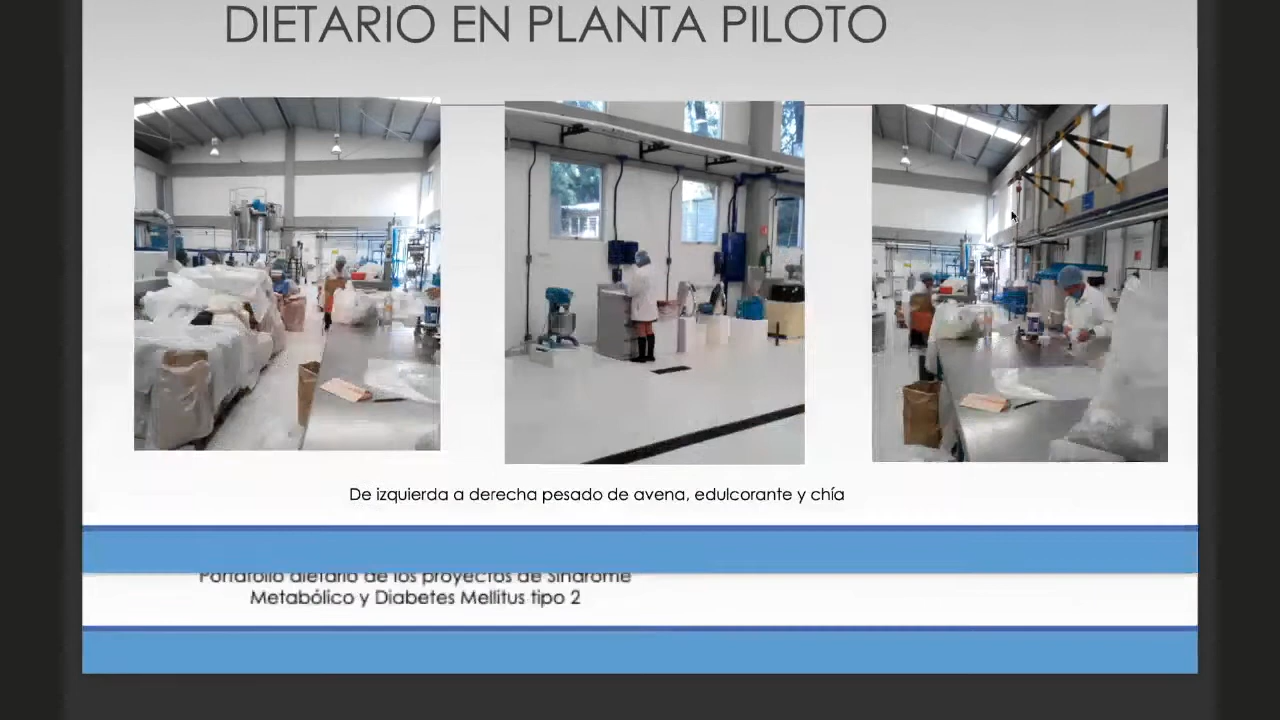 DIETARIO EN PLANTA PILOTO
De izquierda a derecha pesado de avena, edulcorante y chía
Portafolio dietario de los proyectos de Síndrome
Metabólico y Diabetes Mellitus tipo 2